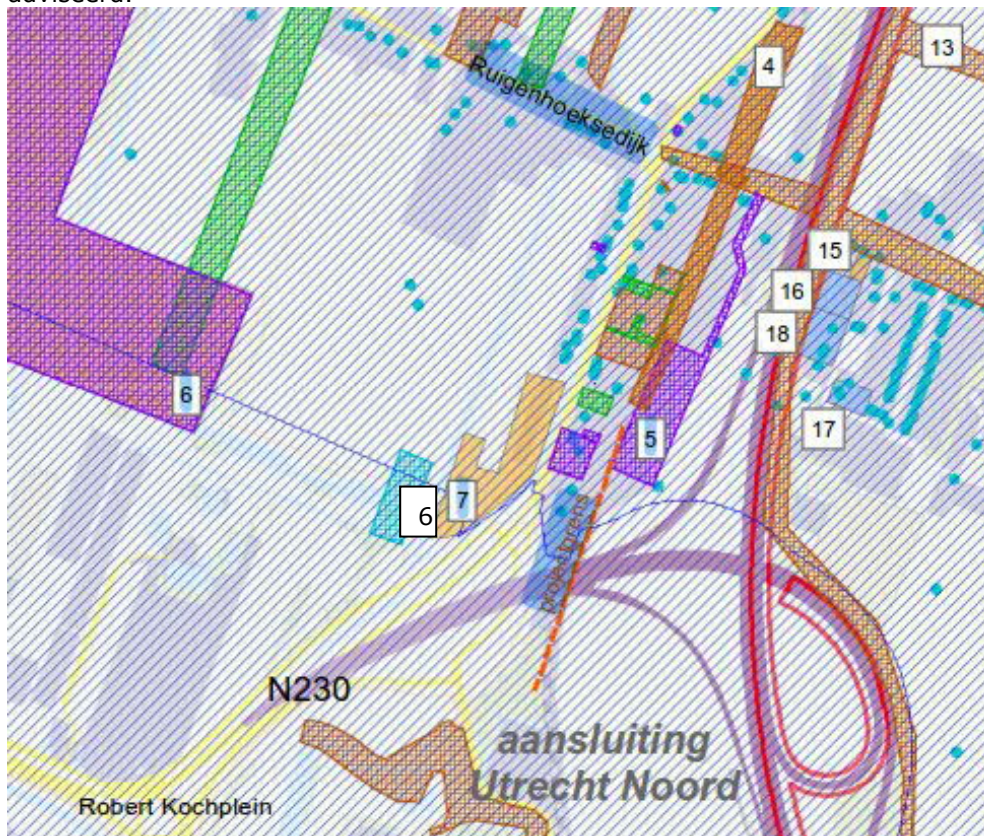 13
4
Ruigenhoeksedijk
15
16
18
6
17
5
7
6
projectgrens
N230
aansluiting
Utrecht Noord
Robert Kochplein